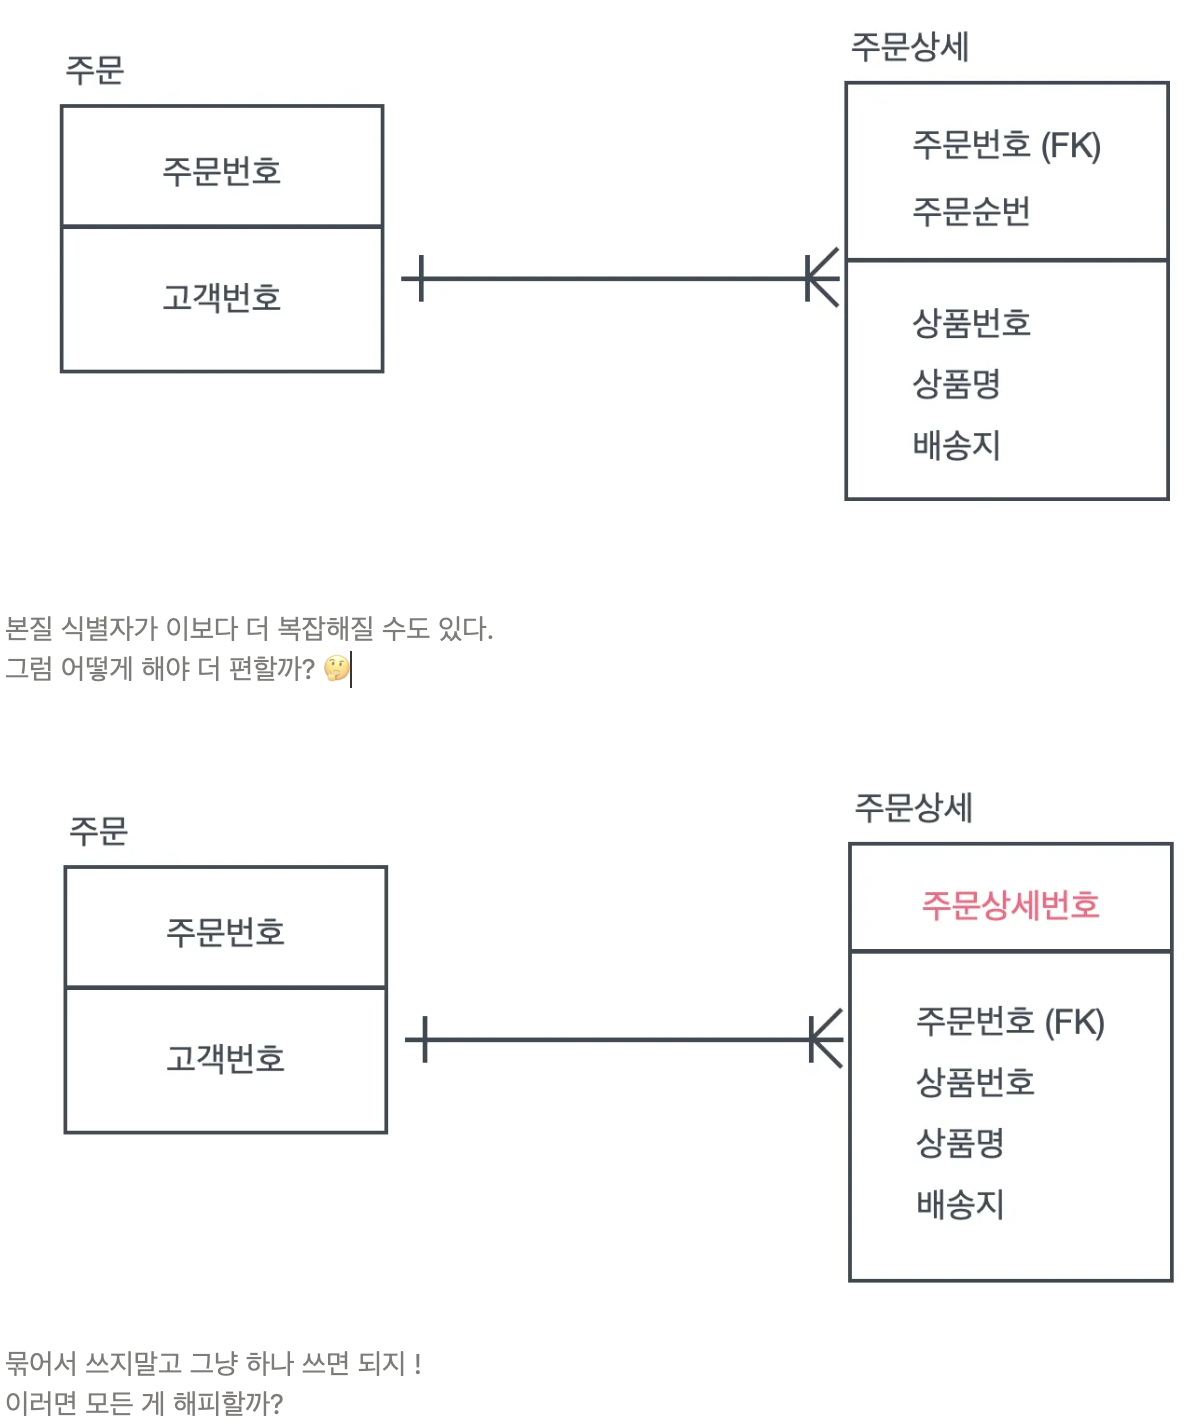 주문
주문번호
고객번호
주문상세
주문번호 (FK)
주문순번
상품번호
상품명
배송지
본질 식별자가 이보다 더 복잡해질 수도 있다.
그럼 어떻게 해야 더 편할까? 🤔
주문
주문번호
고객번호
주문상세
주문상세번호
주문번호 (FK)
상품번호
상품명
배송지
묶어서 쓰지말고 그냥 하나 쓰면 되지 !
이러면 모든 게 해피할까?